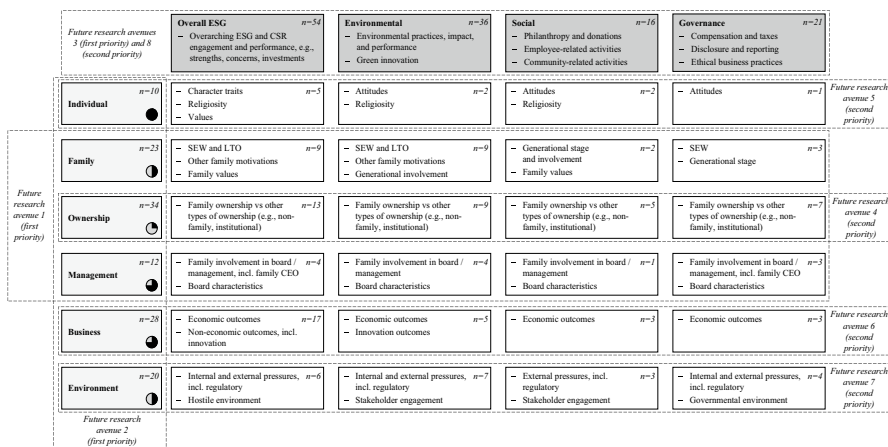 Future research avenues
3 (first priority) and 8
(second priority)
Overall ESG n=54
– Overarching ESG and CSR
engagement and performance, e.g.,
strengths, concerns, investments
Environmental n=36
– Environmental practices, impact,
and performance
– Green innovation
Social n=16
– Philanthropy and donations
– Employee-related activities
– Community-related activities
Governance n=21
– Compensation and taxes
– Disclosure and reporting
– Ethical business practices
n=10
Individual
– Character traits n=5
– Religiosity
– Values
– Attitudes n=2
– Religiosity
– Attitudes n=2
– Religiosity
– Attitudes n=1
Future research
avenue 5
(second
priority)
Future
research
avenue 1
(first
priority)
n=23
Family
– SEW and LTO n=9
– Other family motivations
– Family values
– SEW and LTO n=9
– Other family motivations
– Generational involvement
– Generational stage n=2
and involvement
– Family values
– SEW n=3
– Generational stage
n=34
Ownership
– Family ownership vs other n=13
types of ownership (e.g., non-
family, institutional)
– Family ownership vs other n=9
types of ownership (e.g., non-
family, institutional)
– Family ownership vs other n=5
types of ownership (e.g., non-
family, institutional)
– Family ownership vs other n=7
types of ownership (e.g., non-
family, institutional)
Future research
avenue 4
(second
priority)
n=12
Management
– Family involvement in board / n=4
management, incl. family CEO
– Board characteristics
– Family involvement in board / n=4
management
– Board characteristics
– Family involvement in board / n=1
management
– Board characteristics
– Family involvement in board / n=3
management, incl. family CEO
– Board characteristics
n=28
Business
– Economic outcomes n=17
– Non-economic outcomes, incl.
innovation
– Economic outcomes n=5
– Innovation outcomes
– Economic outcomes n=3
– Economic outcomes n=3
Future research
avenue 6
(second
priority)
n=20
Environment
– Internal and external pressures, n=6
incl. regulatory
– Hostile environment
– Internal and external pressures, n=7
incl. regulatory
– Stakeholder engagement
– External pressures, incl. n=3
regulatory
– Stakeholder engagement
– Internal and external pressures, n=4
incl. regulatory
– Governmental environment
Future research
avenue 7
(second
priority)
Future research
avenue 2
(first priority)